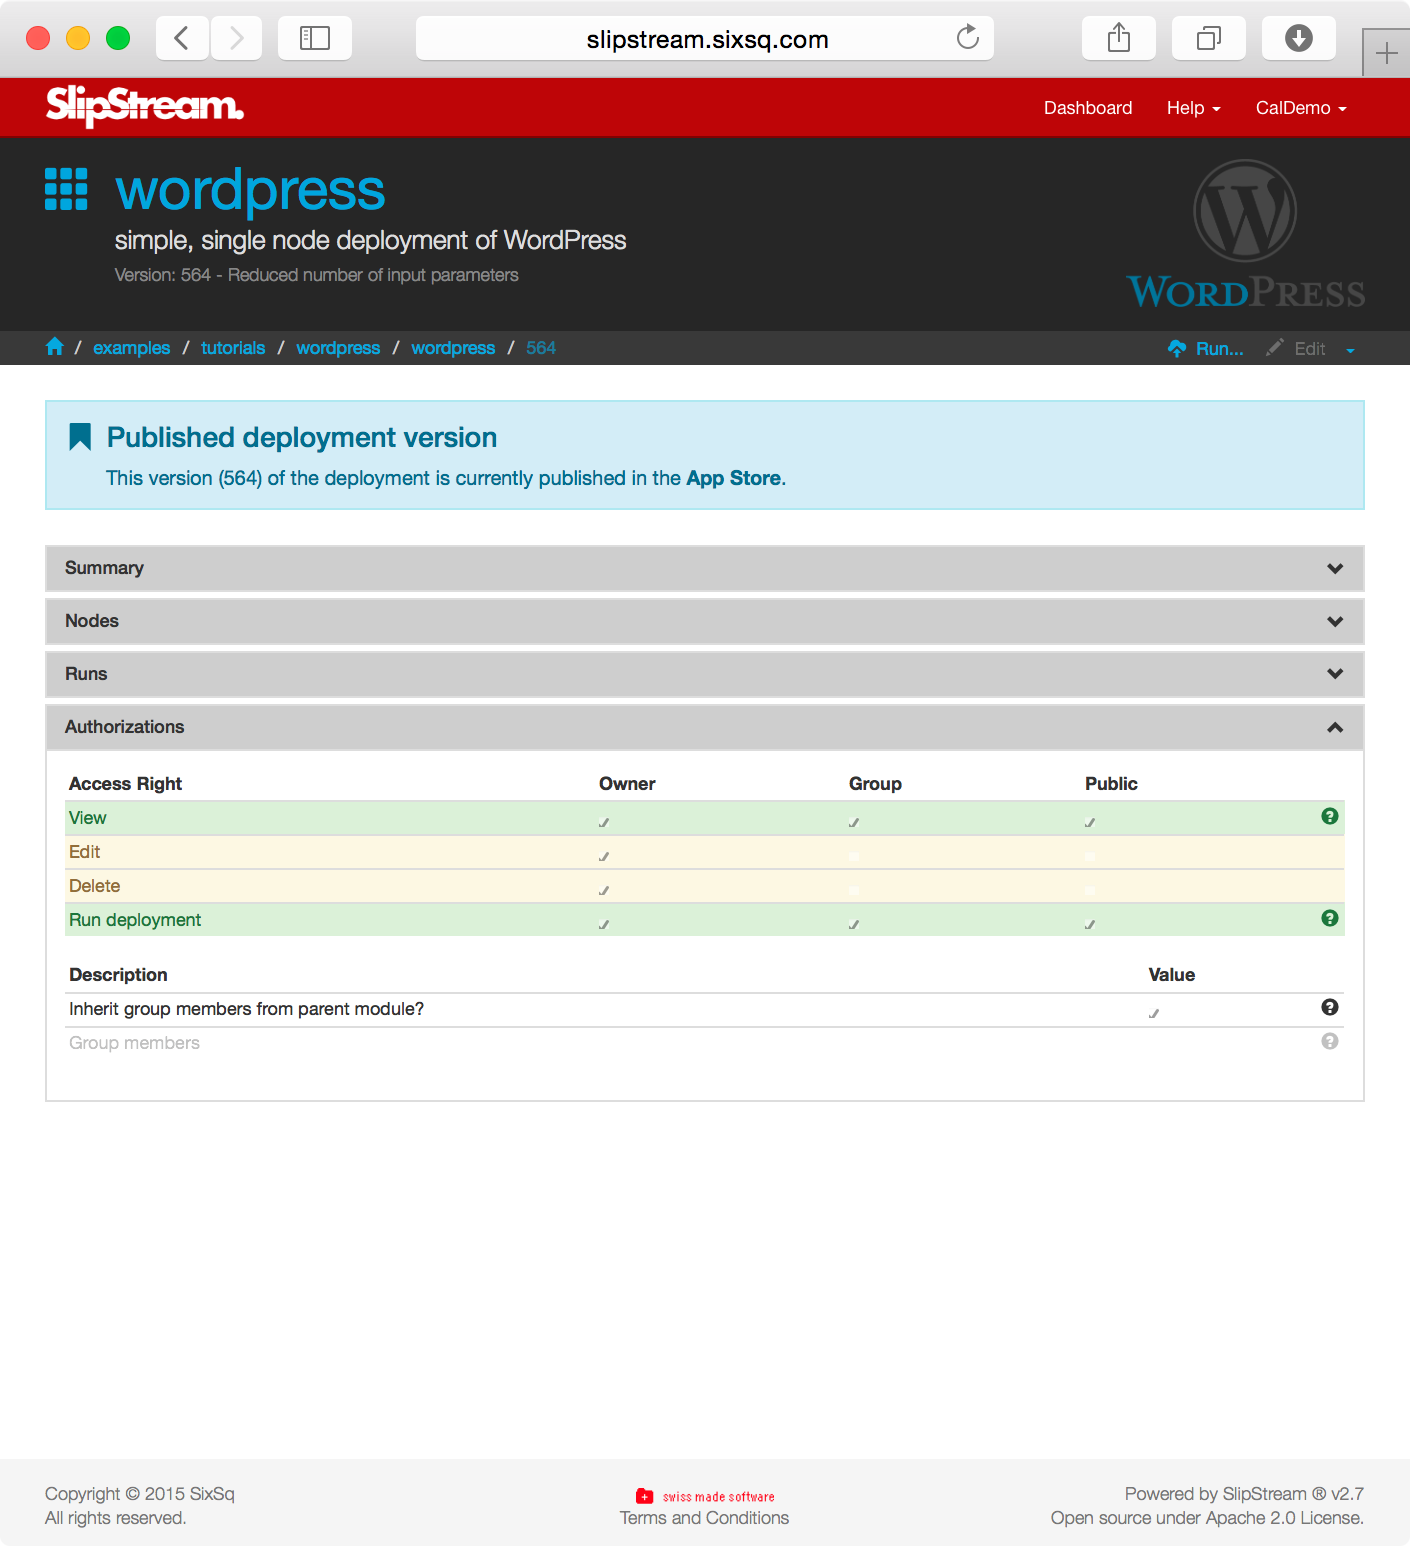 slipstream.sixsq.com
SlipStream.
Dashboard Help CalDemo
wordpress
simple, single node deployment of WordPress
Version: 564 - Reduced number of input parameters
W
WORDPRESS
/ examples / tutorials / wordpress / wordpress / 564
Run... Edit
Published deployment version
This version (564) of the deployment is currently published in the App Store.
Summary
Nodes
Runs
Authorizations
Access Right Owner Group Public
View ?
Edit
Delete
Run deployment ?
Description Value
Inherit group members from parent module? ?
Group members ?
Copyright © 2015 SixSq
All rights reserved.
swiss made software
Terms and Conditions
Powered by SlipStream ® v2.7
Open source under Apache 2.0 License.